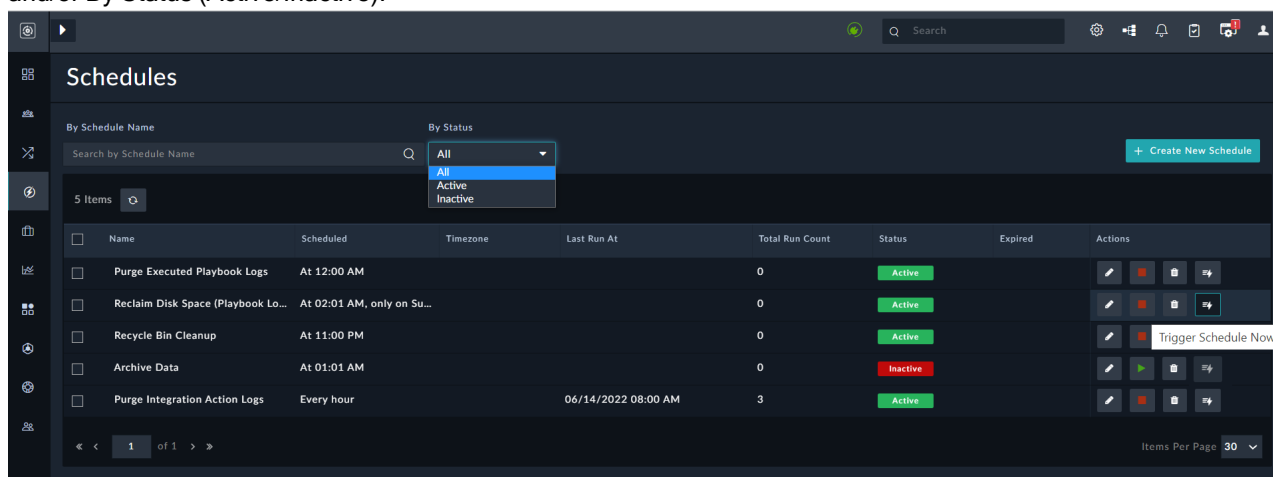 Search
Schedules
By Schedule Name
By Status
Search by Schedule Name
All
+ Create New Schedule
All
Active
Inactive
5 Items
Name Scheduled Timezone Last Run At Total Run Count Status Expired Actions
Purge Executed Playbook Logs At 12:00 AM 0 Active
Reclaim Disk Space (Playbook Lo... At 02:01 AM, only on Su... 0 Active
Recycle Bin Cleanup At 11:00 PM 0 Active
Trigger Schedule Now
Archive Data At 01:01 AM 0 Inactive
Purge Integration Action Logs Every hour 06/14/2022 08:00 AM 3 Active
« < 1 of 1 > »
Items Per Page 30